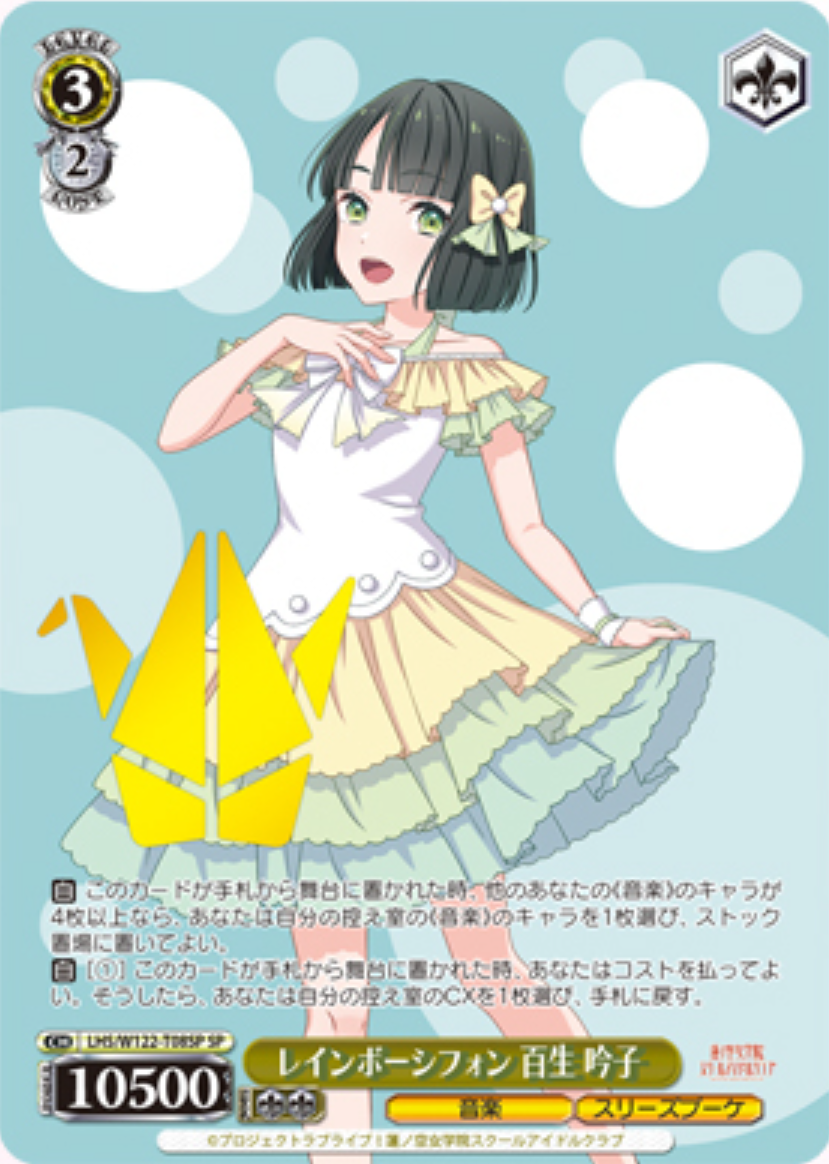 LEVEL
3
2
COST
自 このカードが手札から舞台に置かれた時、他のあなたの《音楽》のキャラが
4枚以上なら、あなたは自分の控え室の《音楽》のキャラを1枚選び、ストック
置場に置いてよい。
自 [①] このカードが手札から舞台に置かれた時、あなたはコストを払ってよ
い。そうしたら、あなたは自分の控え室のCXを1枚選び、手札に戻す。
CH LHS/W122-T08SP SP
レインボーシフォン 百生 吟子
10500
音楽 スリーズブーケ
©プロジェクトラブライブ！蓮ノ空女学院スクールアイドルクラブ